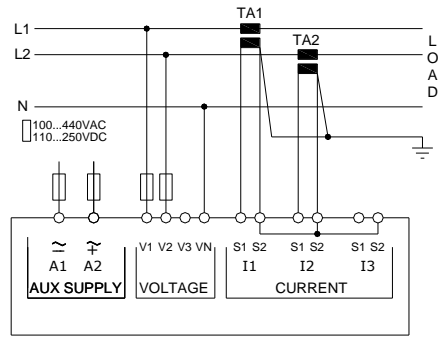 TA1
L1
TA2
L2
LOAD
N
100...440VAC
110...250VDC
V1 V2 V3 VN S1 S2 S1 S2 S1 S2
A1 A2 I1 I2 I3
AUX SUPPLY VOLTAGE CURRENT